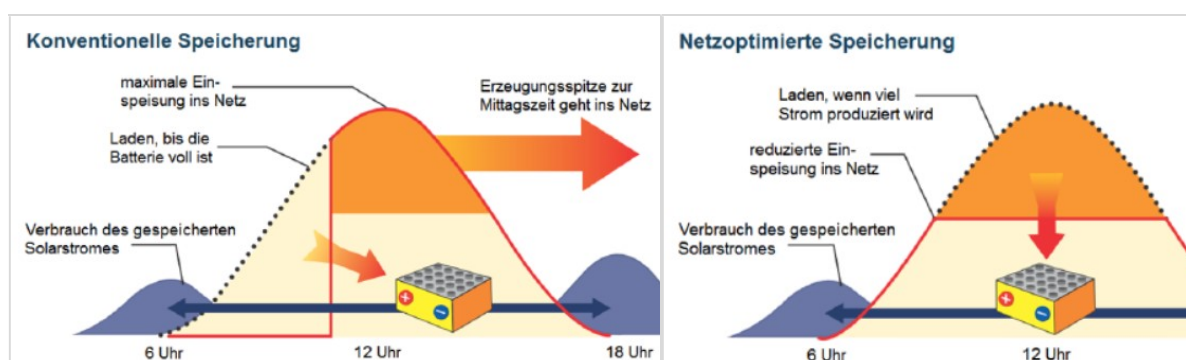 Konventionelle Speicherung
maximale Ein-
speisung ins Netz
Erzeugungsspitze zur
Mittagszeit geht ins Netz
Laden, bis die
Batterie voll ist
Verbrauch des gespeicherten
Solarstromes
+
–
6 Uhr
12 Uhr
18 Uhr
Netzoptimierte Speicherung
Laden, wenn viel
Strom produziert wird
reduzierte Ein-
speisung ins Netz
Verbrauch des gespeicherten
Solarstromes
+
–
6 Uhr
12 Uhr